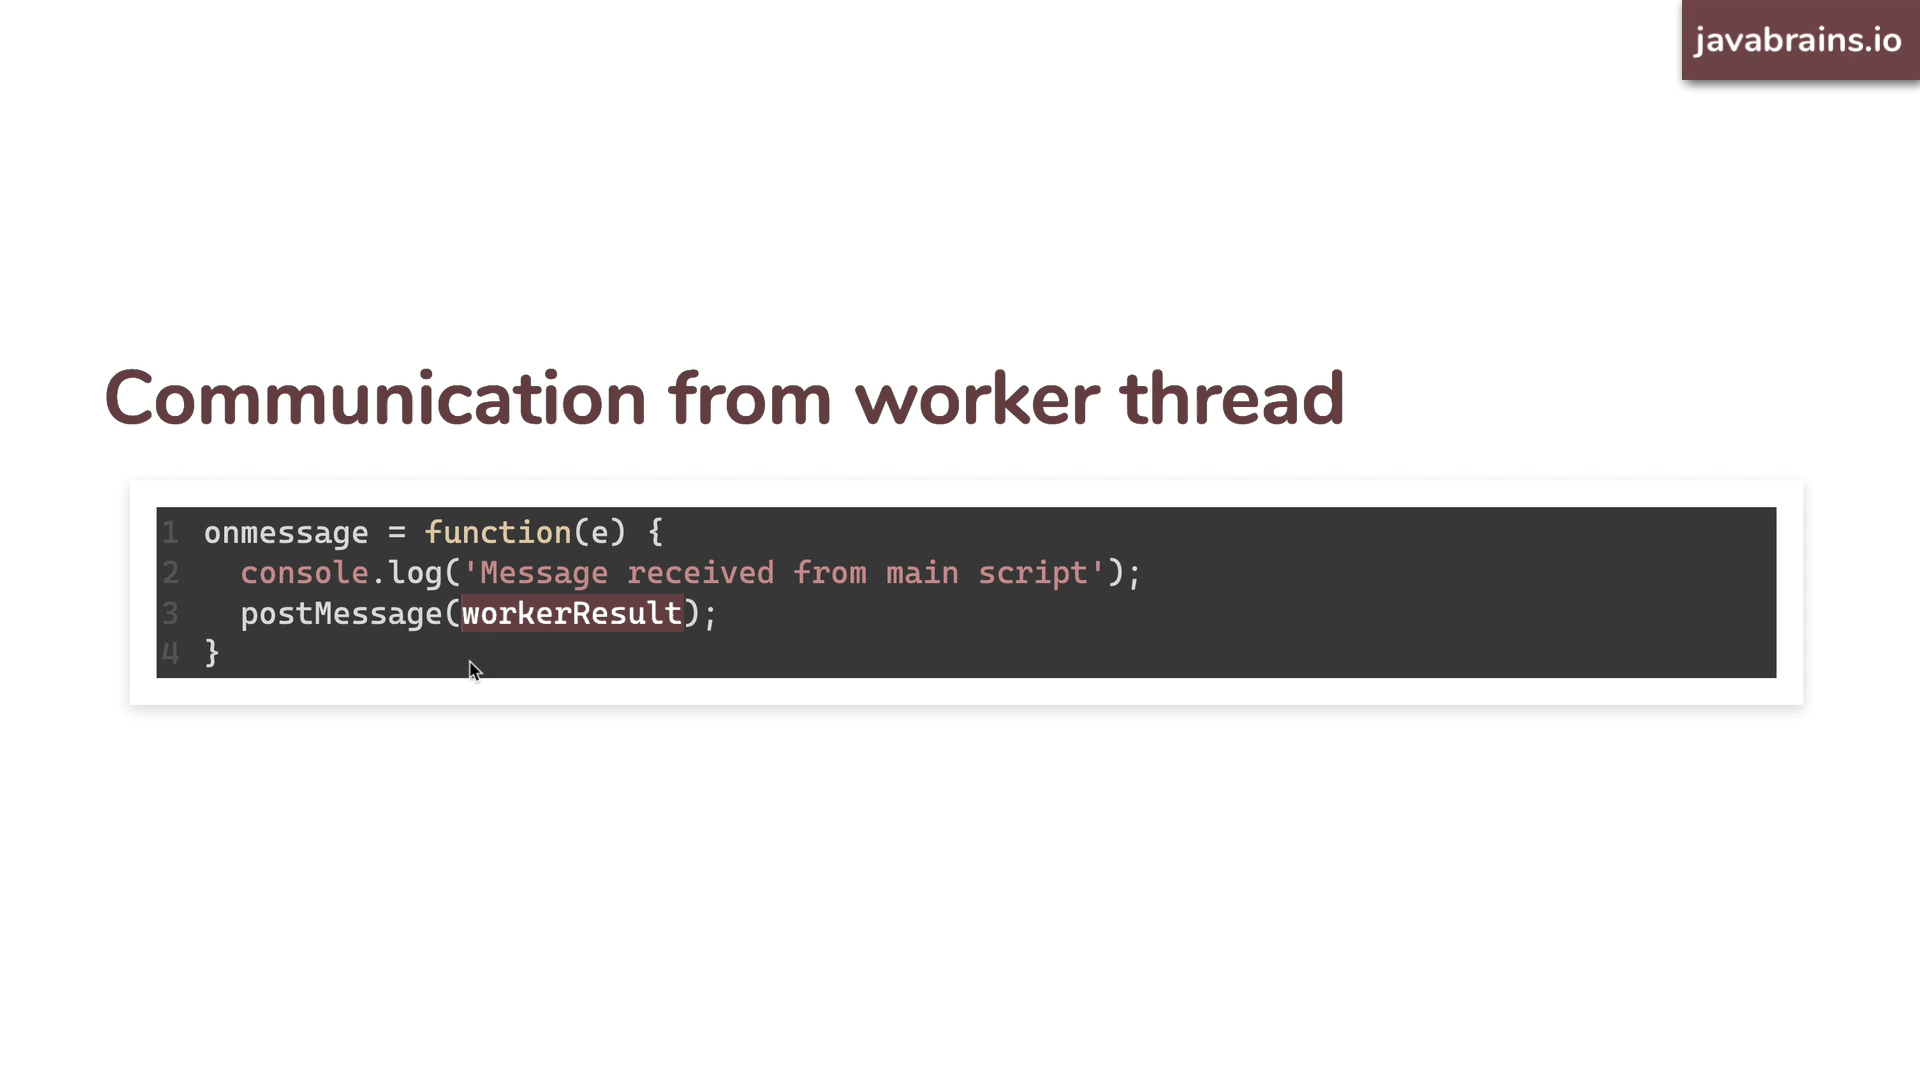 javabrains.io
Communication from worker thread
1 onmessage = function(e) {
2   console.log('Message received from main script');
3   postMessage(workerResult);
4 }